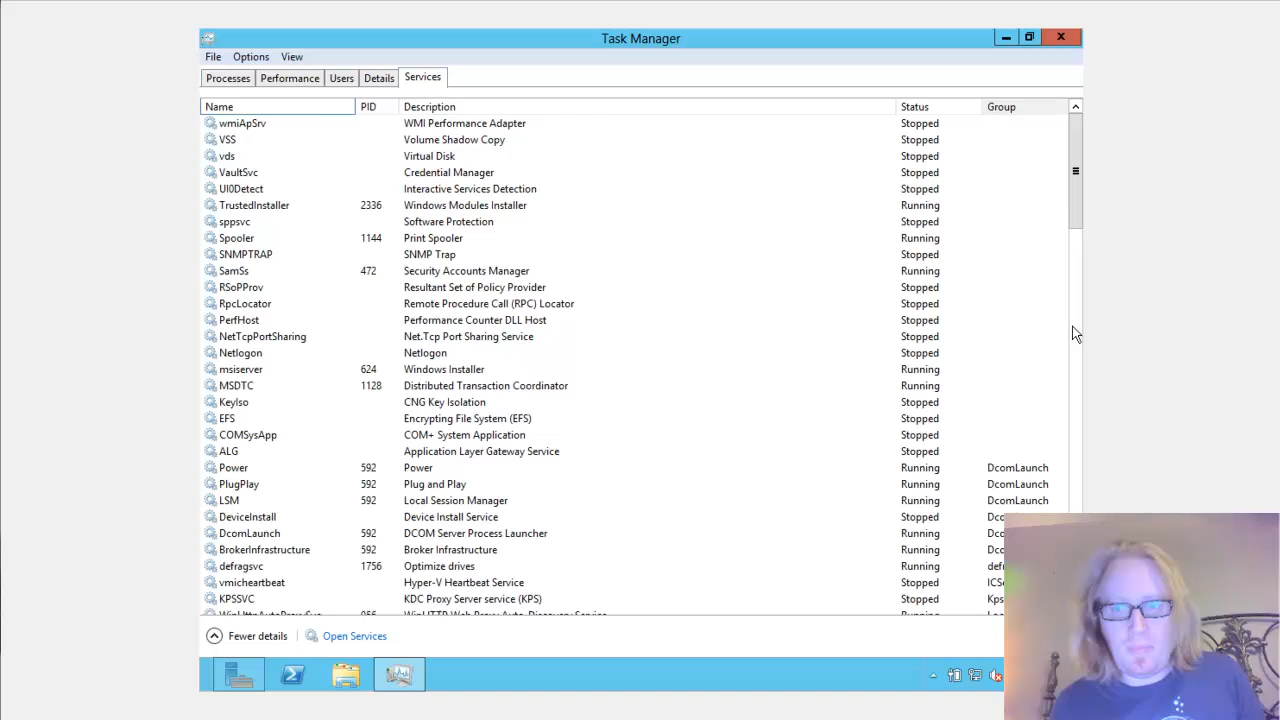 Task Manager
File Options View
Processes Performance Users Details Services
Name PID Description Status Group
wmiApSrv WMI Performance Adapter Stopped
VSS Volume Shadow Copy Stopped
vds Virtual Disk Stopped
VaultSvc Credential Manager Stopped
UI0Detect Interactive Services Detection Stopped
TrustedInstaller 2336 Windows Modules Installer Running
sppsvc Software Protection Stopped
Spooler 1144 Print Spooler Running
SNMPTRAP SNMP Trap Stopped
SamSs 472 Security Accounts Manager Running
RSoPProv Resultant Set of Policy Provider Stopped
RpcLocator Remote Procedure Call (RPC) Locator Stopped
PerfHost Performance Counter DLL Host Stopped
NetTcpPortSharing Net.Tcp Port Sharing Service Stopped
Netlogon Netlogon Stopped
msiserver 624 Windows Installer Running
MSDTC 1128 Distributed Transaction Coordinator Running
KeyIso CNG Key Isolation Stopped
EFS Encrypting File System (EFS) Stopped
COMSysApp COM+ System Application Stopped
ALG Application Layer Gateway Service Stopped
Power 592 Power Running DcomLaunch
PlugPlay 592 Plug and Play Running DcomLaunch
LSM 592 Local Session Manager Running DcomLaunch
DeviceInstall Device Install Service Stopped
DcomLaunch 592 DCOM Server Process Launcher Running
BrokerInfrastructure 592 Broker Infrastructure Running
defragsvc 1756 Optimize drives Running
vmicheartbeat Hyper-V Heartbeat Service Stopped
KPSSVC KDC Proxy Server service (KPS) Stopped
Fewer details Open Services